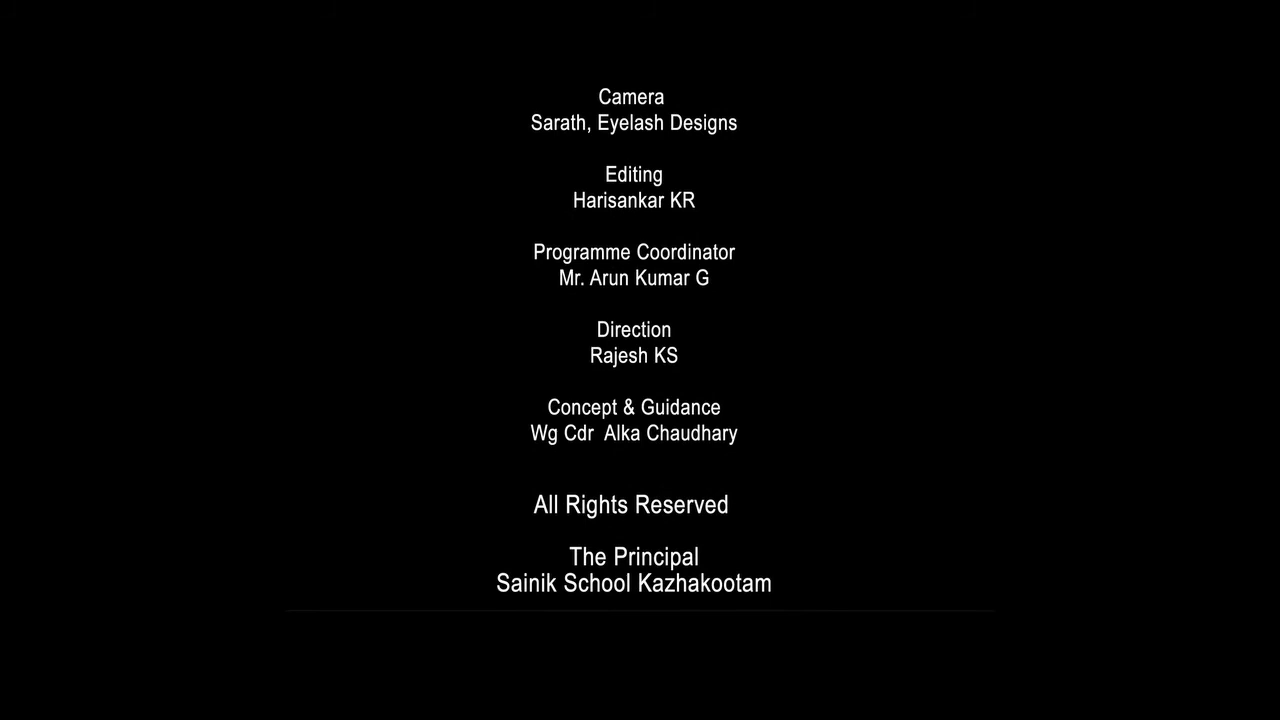 Camera
Sarath, Eyelash Designs
Editing
Harisankar KR
Programme Coordinator
Mr. Arun Kumar G
Direction
Rajesh KS
Concept & Guidance
Wg Cdr  Alka Chaudhary
All Rights Reserved
The Principal
Sainik School Kazhakootam